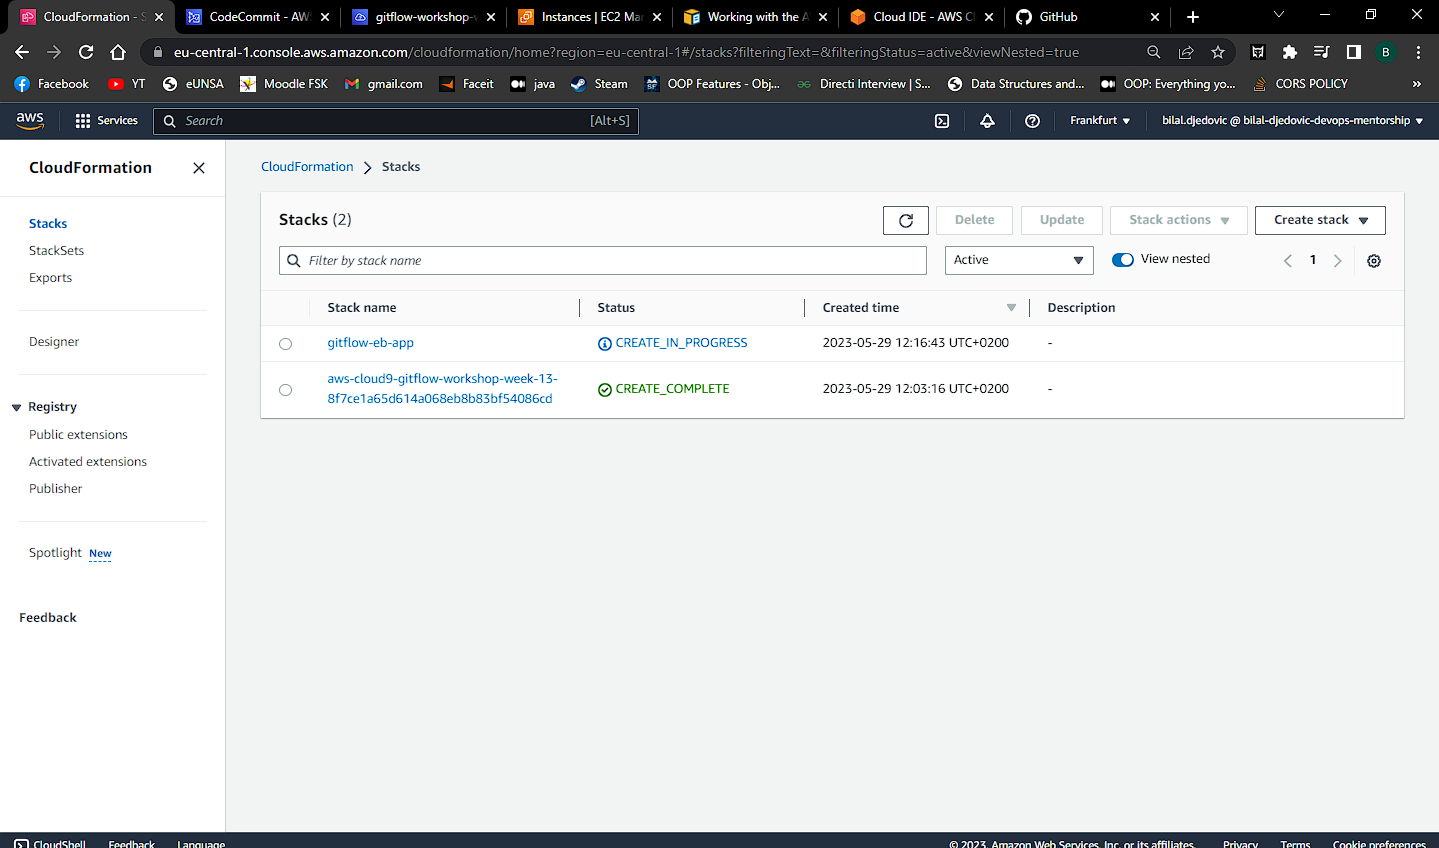 CloudFormation - S
CodeCommit - AWS
gitflow-workshop-w
Instances | EC2 Ma
Working with the A
Cloud IDE - AWS Cl
GitHub
eu-central-1.console.aws.amazon.com/cloudformation/home?region=eu-central-1#/stacks?filteringText=&filteringStatus=active&viewNested=true
B
Facebook YT eUNSA Moodle FSK gmail.com Faceit java Steam OOP Features - Obj... Directi Interview | S... Data Structures and... OOP: Everything yo... CORS POLICY »
aws Services Search [Alt+S] Frankfurt bilal.djedovic @ bilal-djedovic-devops-mentorship
CloudFormation
Stacks
StackSets
Exports
Designer
Registry
Public extensions
Activated extensions
Publisher
Spotlight New
Feedback
CloudFormation Stacks
Stacks (2) Delete Update Stack actions Create stack
Filter by stack name Active View nested 1
Stack name Status Created time Description
gitflow-eb-app CREATE_IN_PROGRESS 2023-05-29 12:16:43 UTC+0200 -
aws-cloud9-gitflow-workshop-week-13-
8f7ce1a65d614a068eb8b83bf54086cd CREATE_COMPLETE 2023-05-29 12:03:16 UTC+0200 -
CloudShell Feedback Language © 2023, Amazon Web Services, Inc. or its affiliates. Privacy Terms Cookie preferences